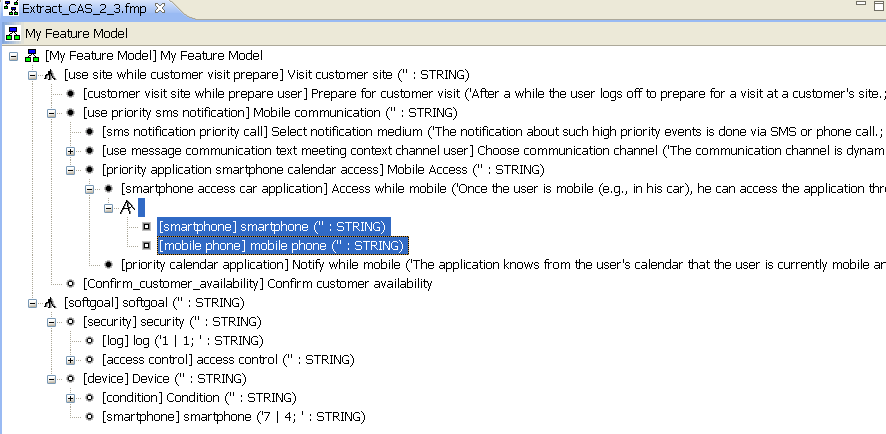 Extract_CAS_2_3.fmp
My Feature Model
[My Feature Model] My Feature Model
[use site while customer visit prepare] Visit customer site ('' : STRING)
[customer visit site while prepare user] Prepare for customer visit ('After a while the user logs off to prepare for a visit at a customer's site.;
[use priority sms notification] Mobile communication ('' : STRING)
[sms notification priority call] Select notification medium ('The notification about such high priority events is done via SMS or phone call.;
[use message communication text meeting context channel user] Choose communication channel ('The communication channel is dynam
[priority application smartphone calendar access] Mobile Access ('' : STRING)
[smartphone access car application] Access while mobile ('Once the user is mobile (e.g., in his car), he can access the application thr
[smartphone] smartphone ('' : STRING)
[mobile phone] mobile phone ('' : STRING)
[priority calendar application] Notify while mobile ('The application knows from the user's calendar that the user is currently mobile an
[Confirm_customer_availability] Confirm customer availability
[softgoal] softgoal ('' : STRING)
[security] security ('' : STRING)
[log] log ('1 | 1; ' : STRING)
[access control] access control ('' : STRING)
[device] Device ('' : STRING)
[condition] Condition ('' : STRING)
[smartphone] smartphone ('7 | 4; ' : STRING)